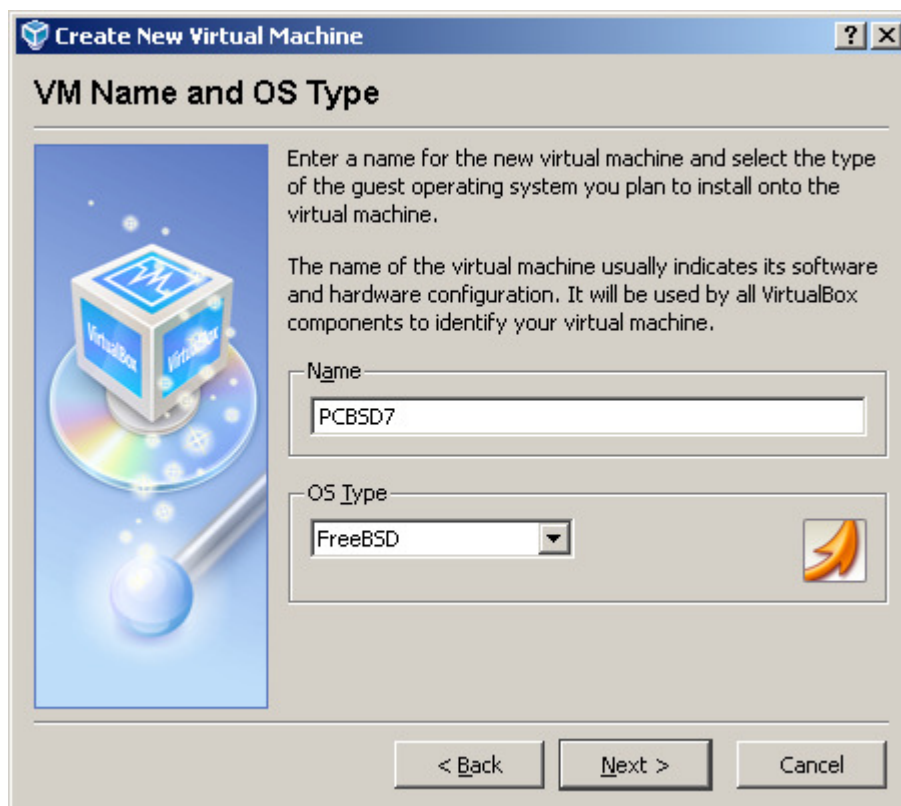 Create New Virtual Machine
VM Name and OS Type
Enter a name for the new virtual machine and select the type
of the guest operating system you plan to install onto the
virtual machine.
The name of the virtual machine usually indicates its software
and hardware configuration. It will be used by all VirtualBox
components to identify your virtual machine.
VirtualBox
VirtualBox
Name
PCBSD7
OS Type
FreeBSD
< Back
Next >
Cancel